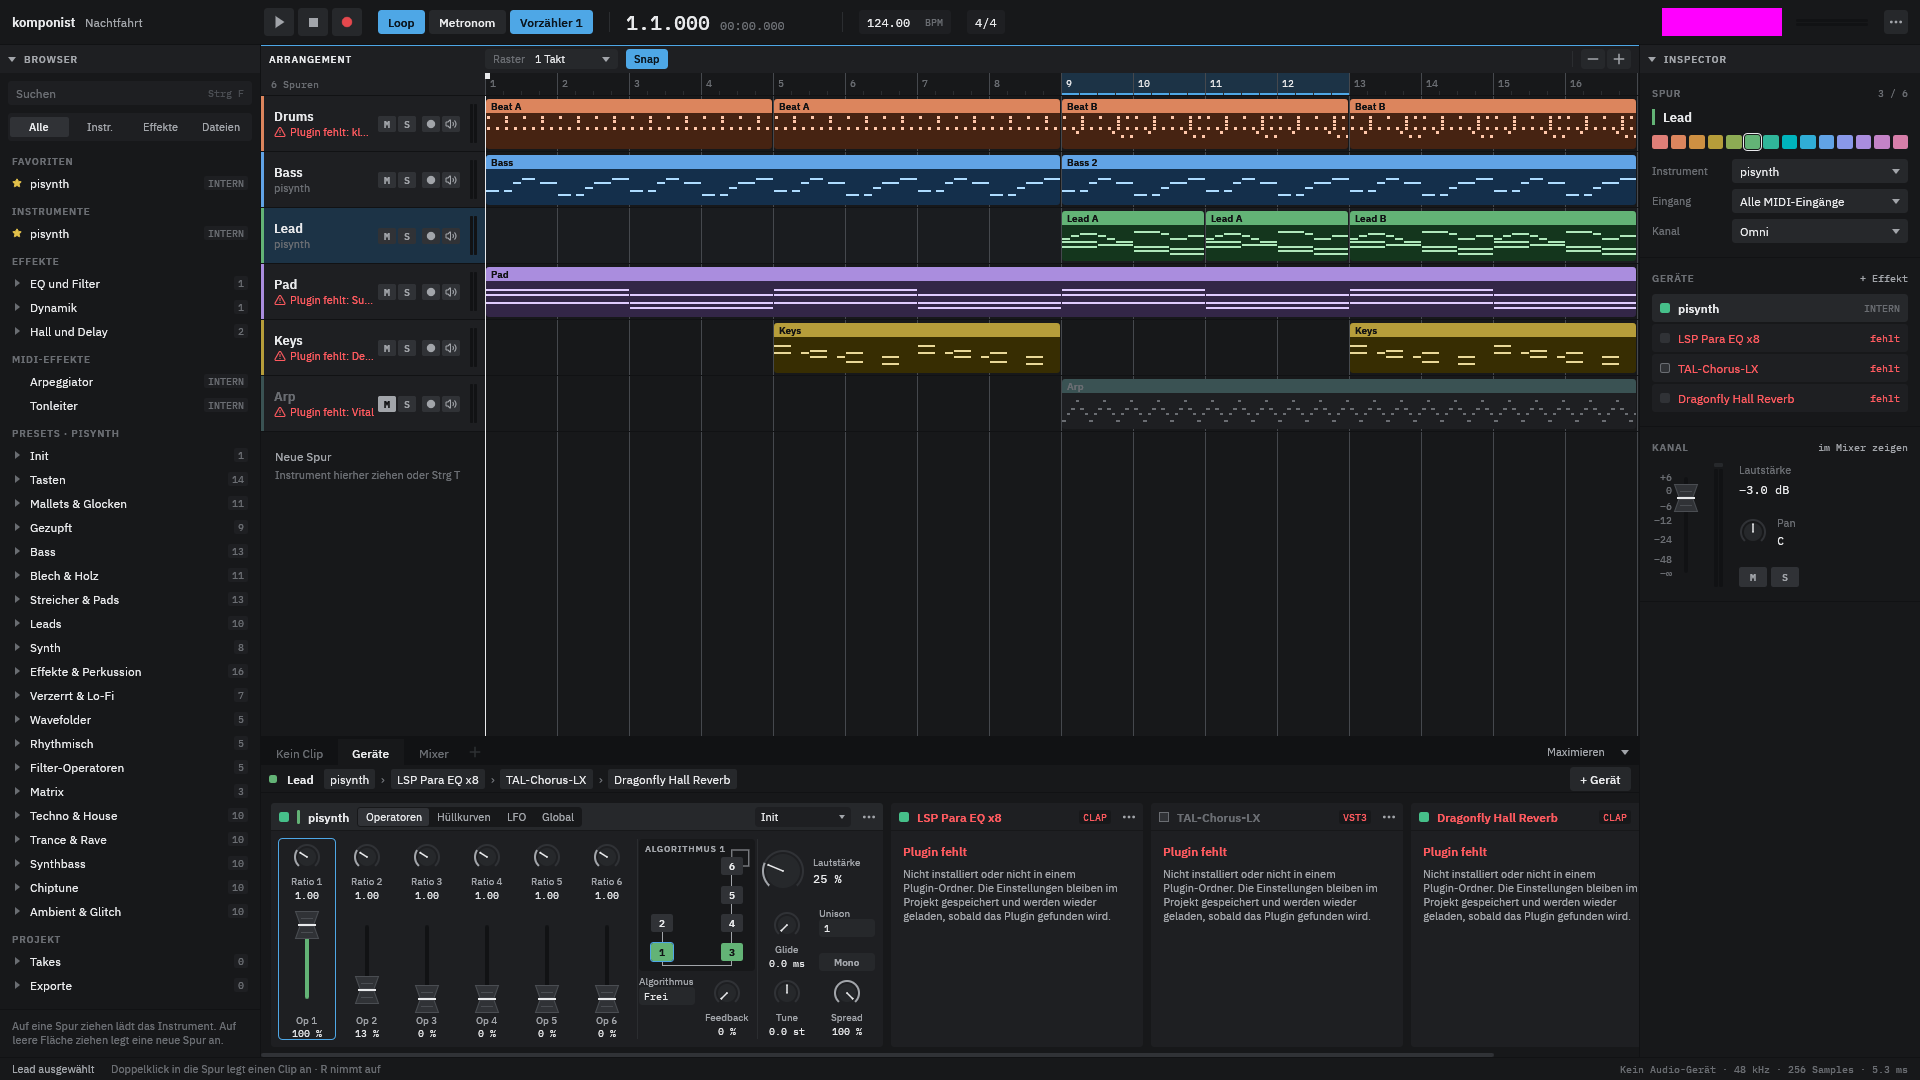 komponist Nachtfahrt
Loop Metronom Vorzähler 1
1.1.000 00:00.000
124.00 BPM 4/4
BROWSER
Suchen Strg F
Alle Instr. Effekte Dateien
FAVORITEN
pisynth INTERN
INSTRUMENTE
pisynth INTERN
EFFEKTE
EQ und Filter 1
Dynamik 1
Hall und Delay 2
MIDI-EFFEKTE
Arpeggiator INTERN
Tonleiter INTERN
PRESETS · PISYNTH
Init 1
Tasten 14
Mallets & Glocken 11
Gezupft 9
Bass 13
Blech & Holz 11
Streicher & Pads 13
Leads 10
Synth 8
Effekte & Perkussion 16
Verzerrt & Lo-Fi 7
Wavefolder 5
Rhythmisch 5
Filter-Operatoren 5
Matrix 3
Techno & House 10
Trance & Rave 10
Synthbass 10
Chiptune 10
Ambient & Glitch 10
PROJEKT
Takes 0
Exporte 0
Auf eine Spur ziehen lädt das Instrument. Auf
leere Fläche ziehen legt eine neue Spur an.
ARRANGEMENT Raster 1 Takt Snap
6 Spuren 1 2 3 4 5 6 7 8 9 10 11 12 13 14 15 16
Drums M S
Plugin fehlt: kl...
Beat A Beat A Beat B Beat B
Bass M S
pisynth
Bass Bass 2
Lead M S
pisynth
Lead A Lead A Lead B
Pad M S
Plugin fehlt: Su...
Pad
Keys M S
Plugin fehlt: De...
Keys Keys
Arp M S
Plugin fehlt: Vital
Arp
Neue Spur
Instrument hierher ziehen oder Strg T
Kein Clip Geräte Mixer + Maximieren
Lead pisynth › LSP Para EQ x8 › TAL-Chorus-LX › Dragonfly Hall Reverb + Gerät
pisynth Operatoren Hüllkurven LFO Global Init
Ratio 1 Ratio 2 Ratio 3 Ratio 4 Ratio 5 Ratio 6
1.00 1.00 1.00 1.00 1.00 1.00
Op 1 Op 2 Op 3 Op 4 Op 5 Op 6
100 % 13 % 0 % 0 % 0 % 0 %
ALGORITHMUS 1
6
5
2 4
1 3
Algorithmus
Frei
Feedback
0 %
Lautstärke
25 %
Unison
1
Glide
0.0 ms
Mono
Tune
0.0 st
Spread
100 %
LSP Para EQ x8 CLAP
Plugin fehlt
Nicht installiert oder nicht in einem
Plugin-Ordner. Die Einstellungen bleiben im
Projekt gespeichert und werden wieder
geladen, sobald das Plugin gefunden wird.
TAL-Chorus-LX VST3
Plugin fehlt
Nicht installiert oder nicht in einem
Plugin-Ordner. Die Einstellungen bleiben im
Projekt gespeichert und werden wieder
geladen, sobald das Plugin gefunden wird.
Dragonfly Hall Reverb CLAP
Plugin fehlt
Nicht installiert oder nicht in einem
Plugin-Ordner. Die Einstellungen bleiben im
Projekt gespeichert und werden wieder
geladen, sobald das Plugin gefunden wird.
INSPECTOR
SPUR 3 / 6
Lead
Instrument pisynth
Eingang Alle MIDI-Eingänge
Kanal Omni
GERÄTE + Effekt
pisynth INTERN
LSP Para EQ x8 fehlt
TAL-Chorus-LX fehlt
Dragonfly Hall Reverb fehlt
KANAL im Mixer zeigen
+6
0
−6
−12
−24
−48
−∞
Lautstärke
−3.0 dB
Pan
C
M S
Lead ausgewählt Doppelklick in die Spur legt einen Clip an · R nimmt auf
Kein Audio-Gerät · 48 kHz · 256 Samples · 5.3 ms